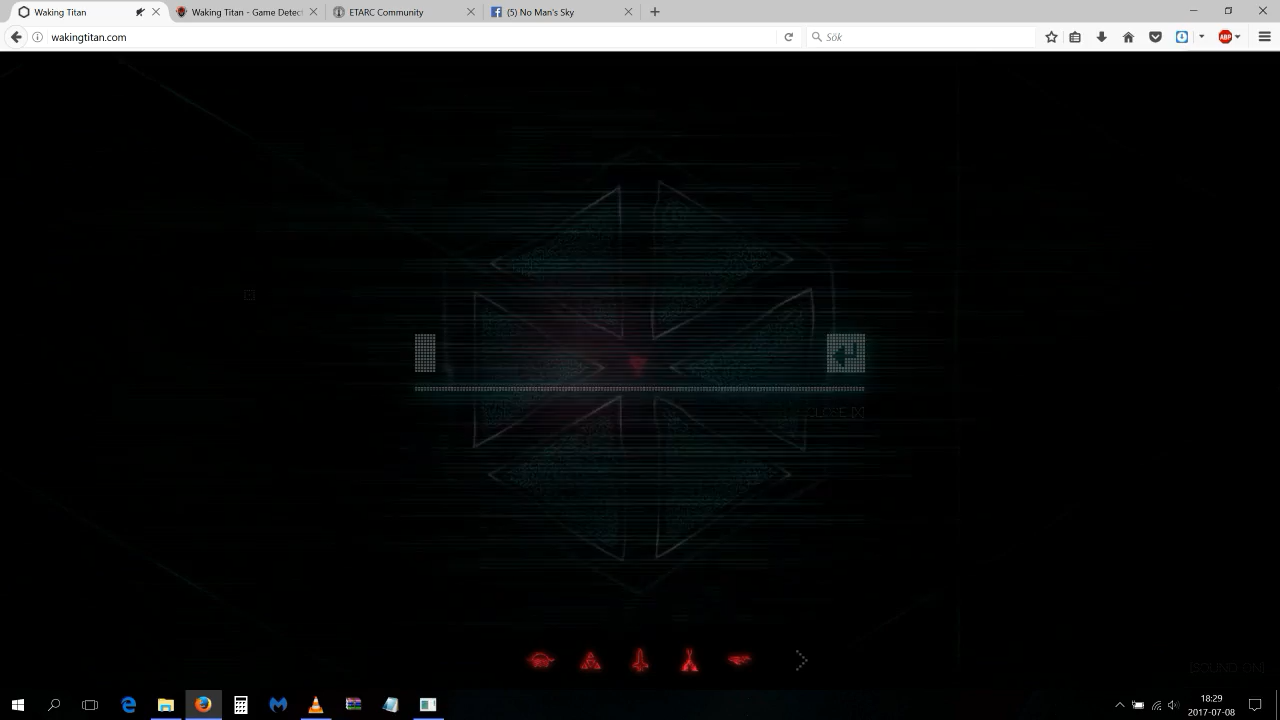 Waking Titan
Waking Titan - Game Detect
ETARC Community
(5) No Man's Sky
wakingtitan.com
Sök
ABP
CLOSE [X]
[SOUND ON]
18:29
2017-07-08